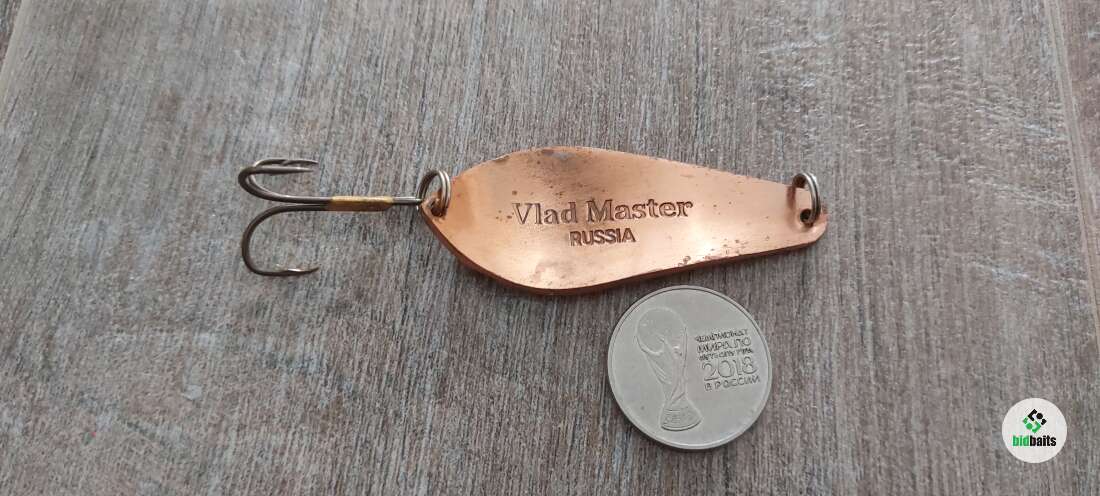 Vlad Master
RUSSIA
ЧЕМПИОНАТ
МИРА ПО
ФУТБОЛУ FIFA
2018
В РОССИИ
bidbaits